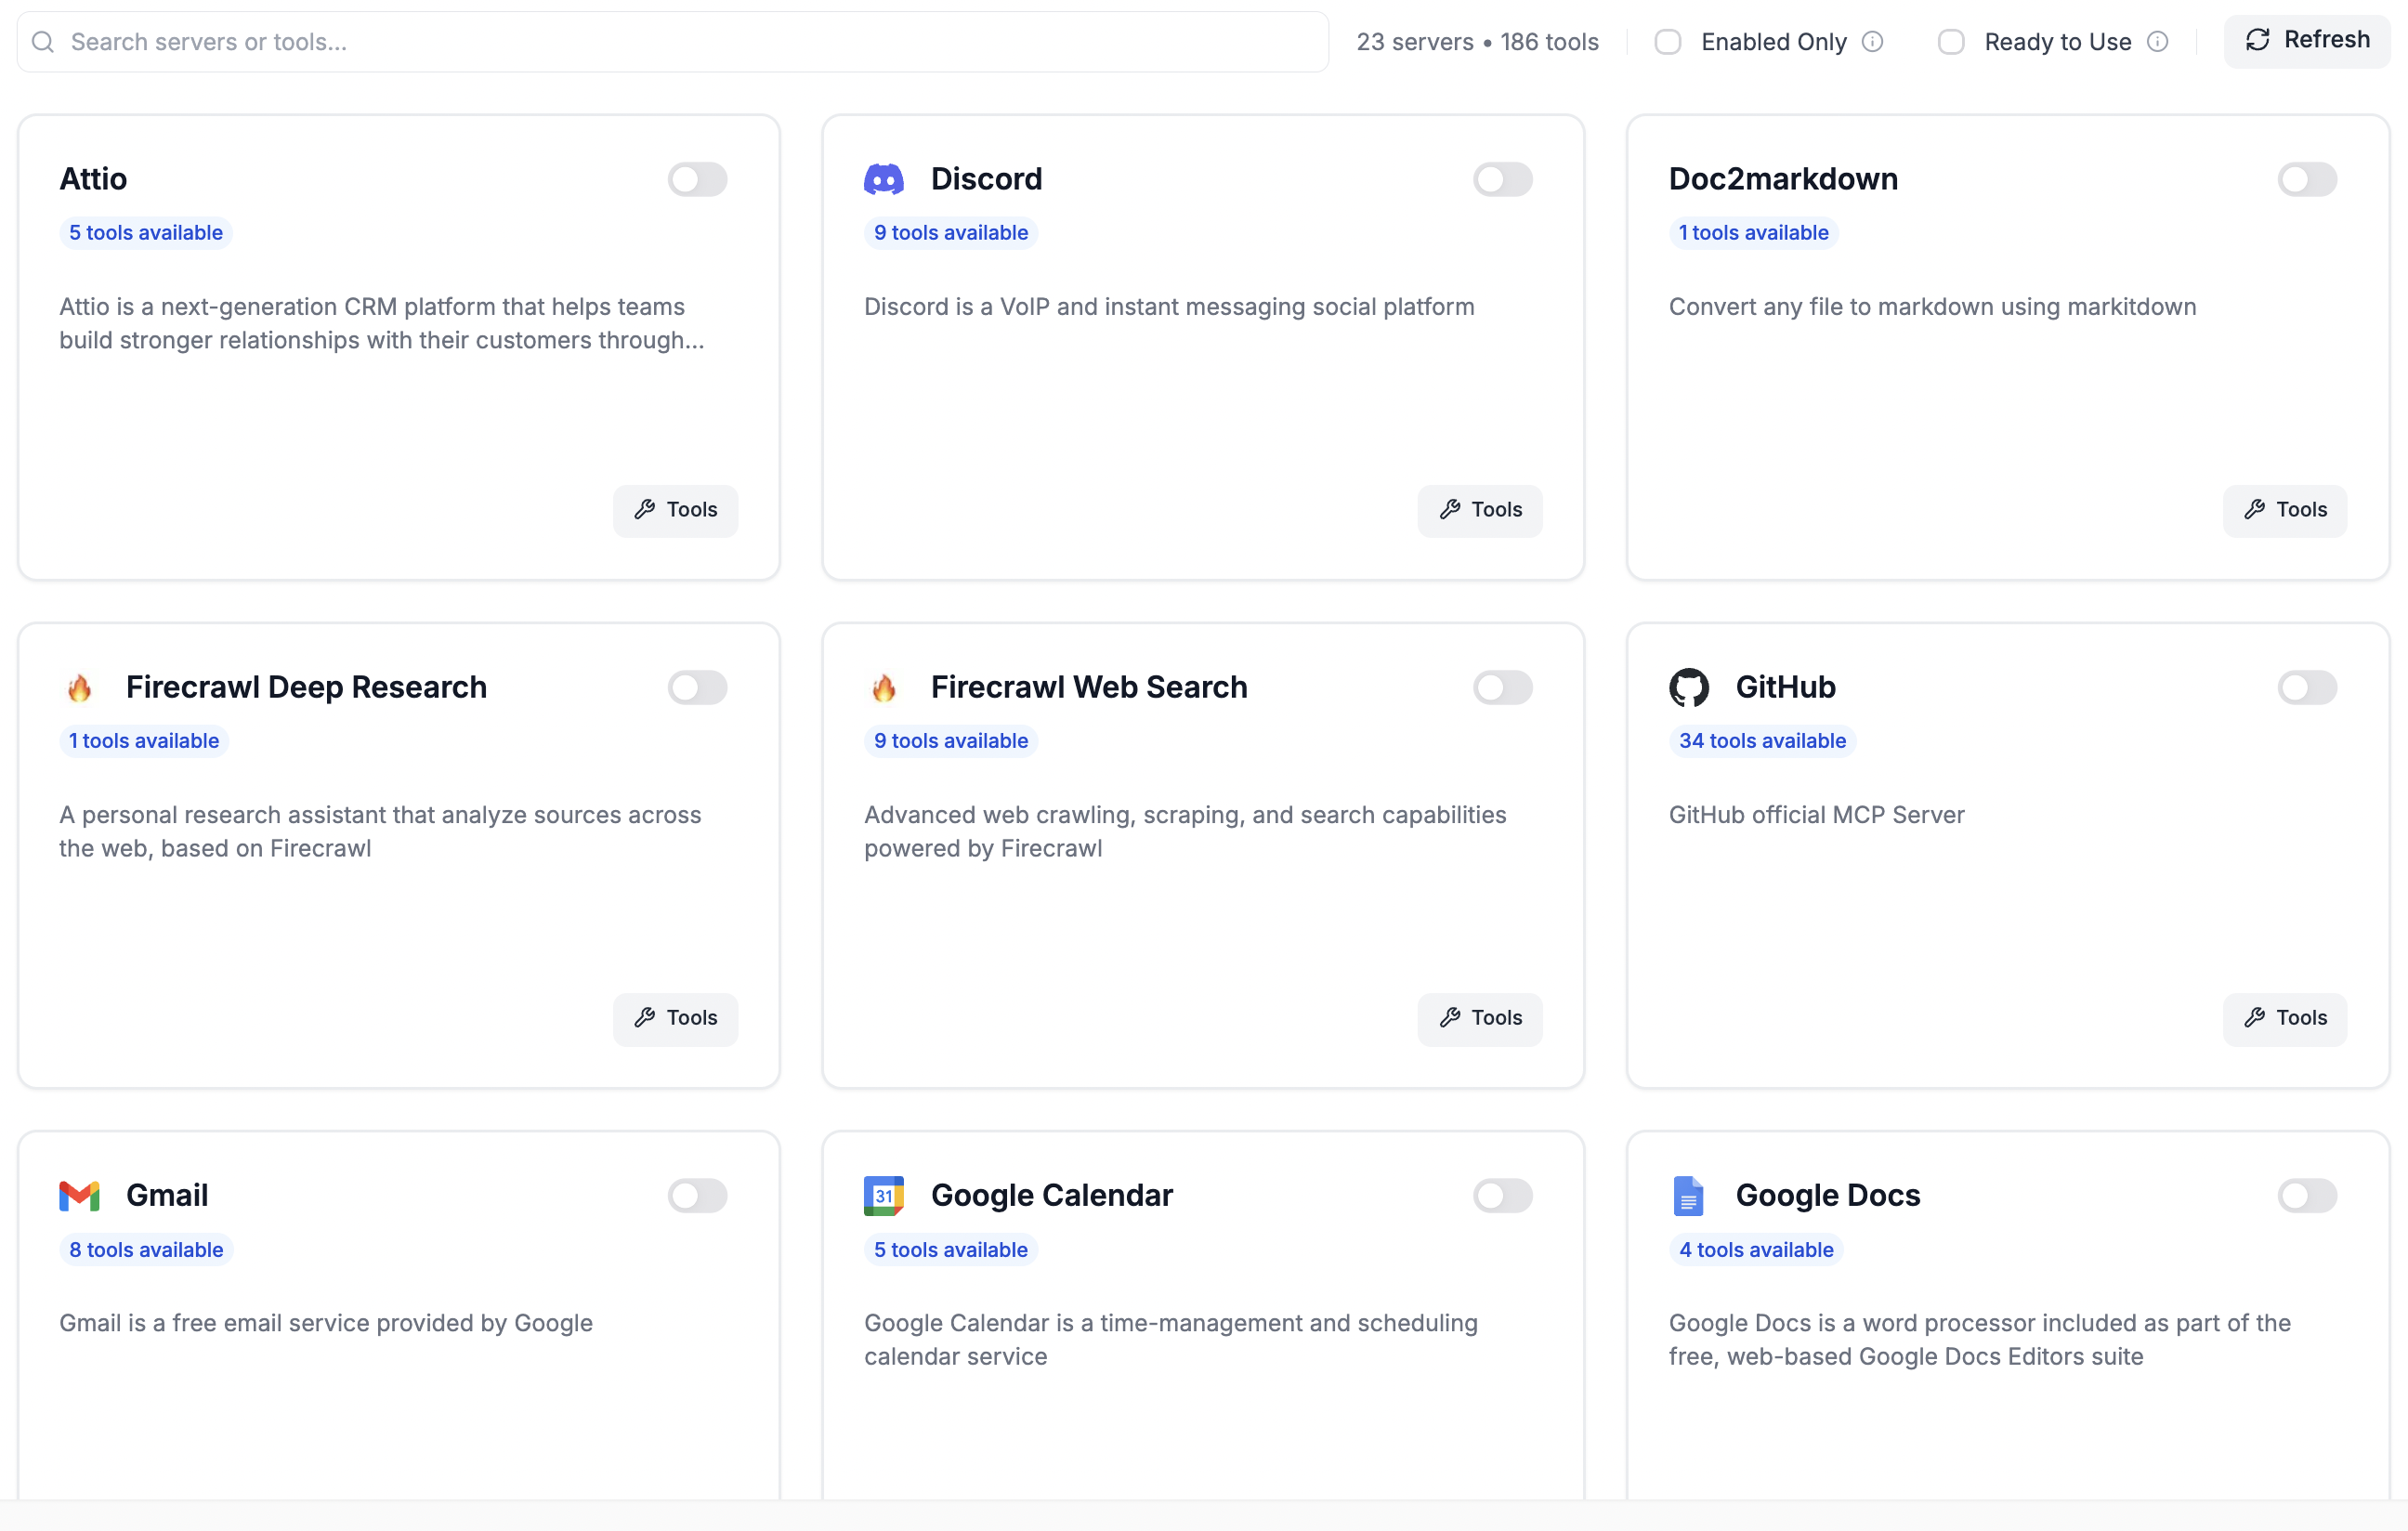 Search servers or tools...
23 servers • 186 tools
Enabled Only
Ready to Use
Refresh
Attio
5 tools available
Attio is a next-generation CRM platform that helps teams
build stronger relationships with their customers through...
Tools
Discord
9 tools available
Discord is a VoIP and instant messaging social platform
Tools
Doc2markdown
1 tools available
Convert any file to markdown using markitdown
Tools
Firecrawl Deep Research
1 tools available
A personal research assistant that analyze sources across
the web, based on Firecrawl
Tools
Firecrawl Web Search
9 tools available
Advanced web crawling, scraping, and search capabilities
powered by Firecrawl
Tools
GitHub
34 tools available
GitHub official MCP Server
Tools
Gmail
8 tools available
Gmail is a free email service provided by Google
31
Google Calendar
5 tools available
Google Calendar is a time-management and scheduling
calendar service
Google Docs
4 tools available
Google Docs is a word processor included as part of the
free, web-based Google Docs Editors suite